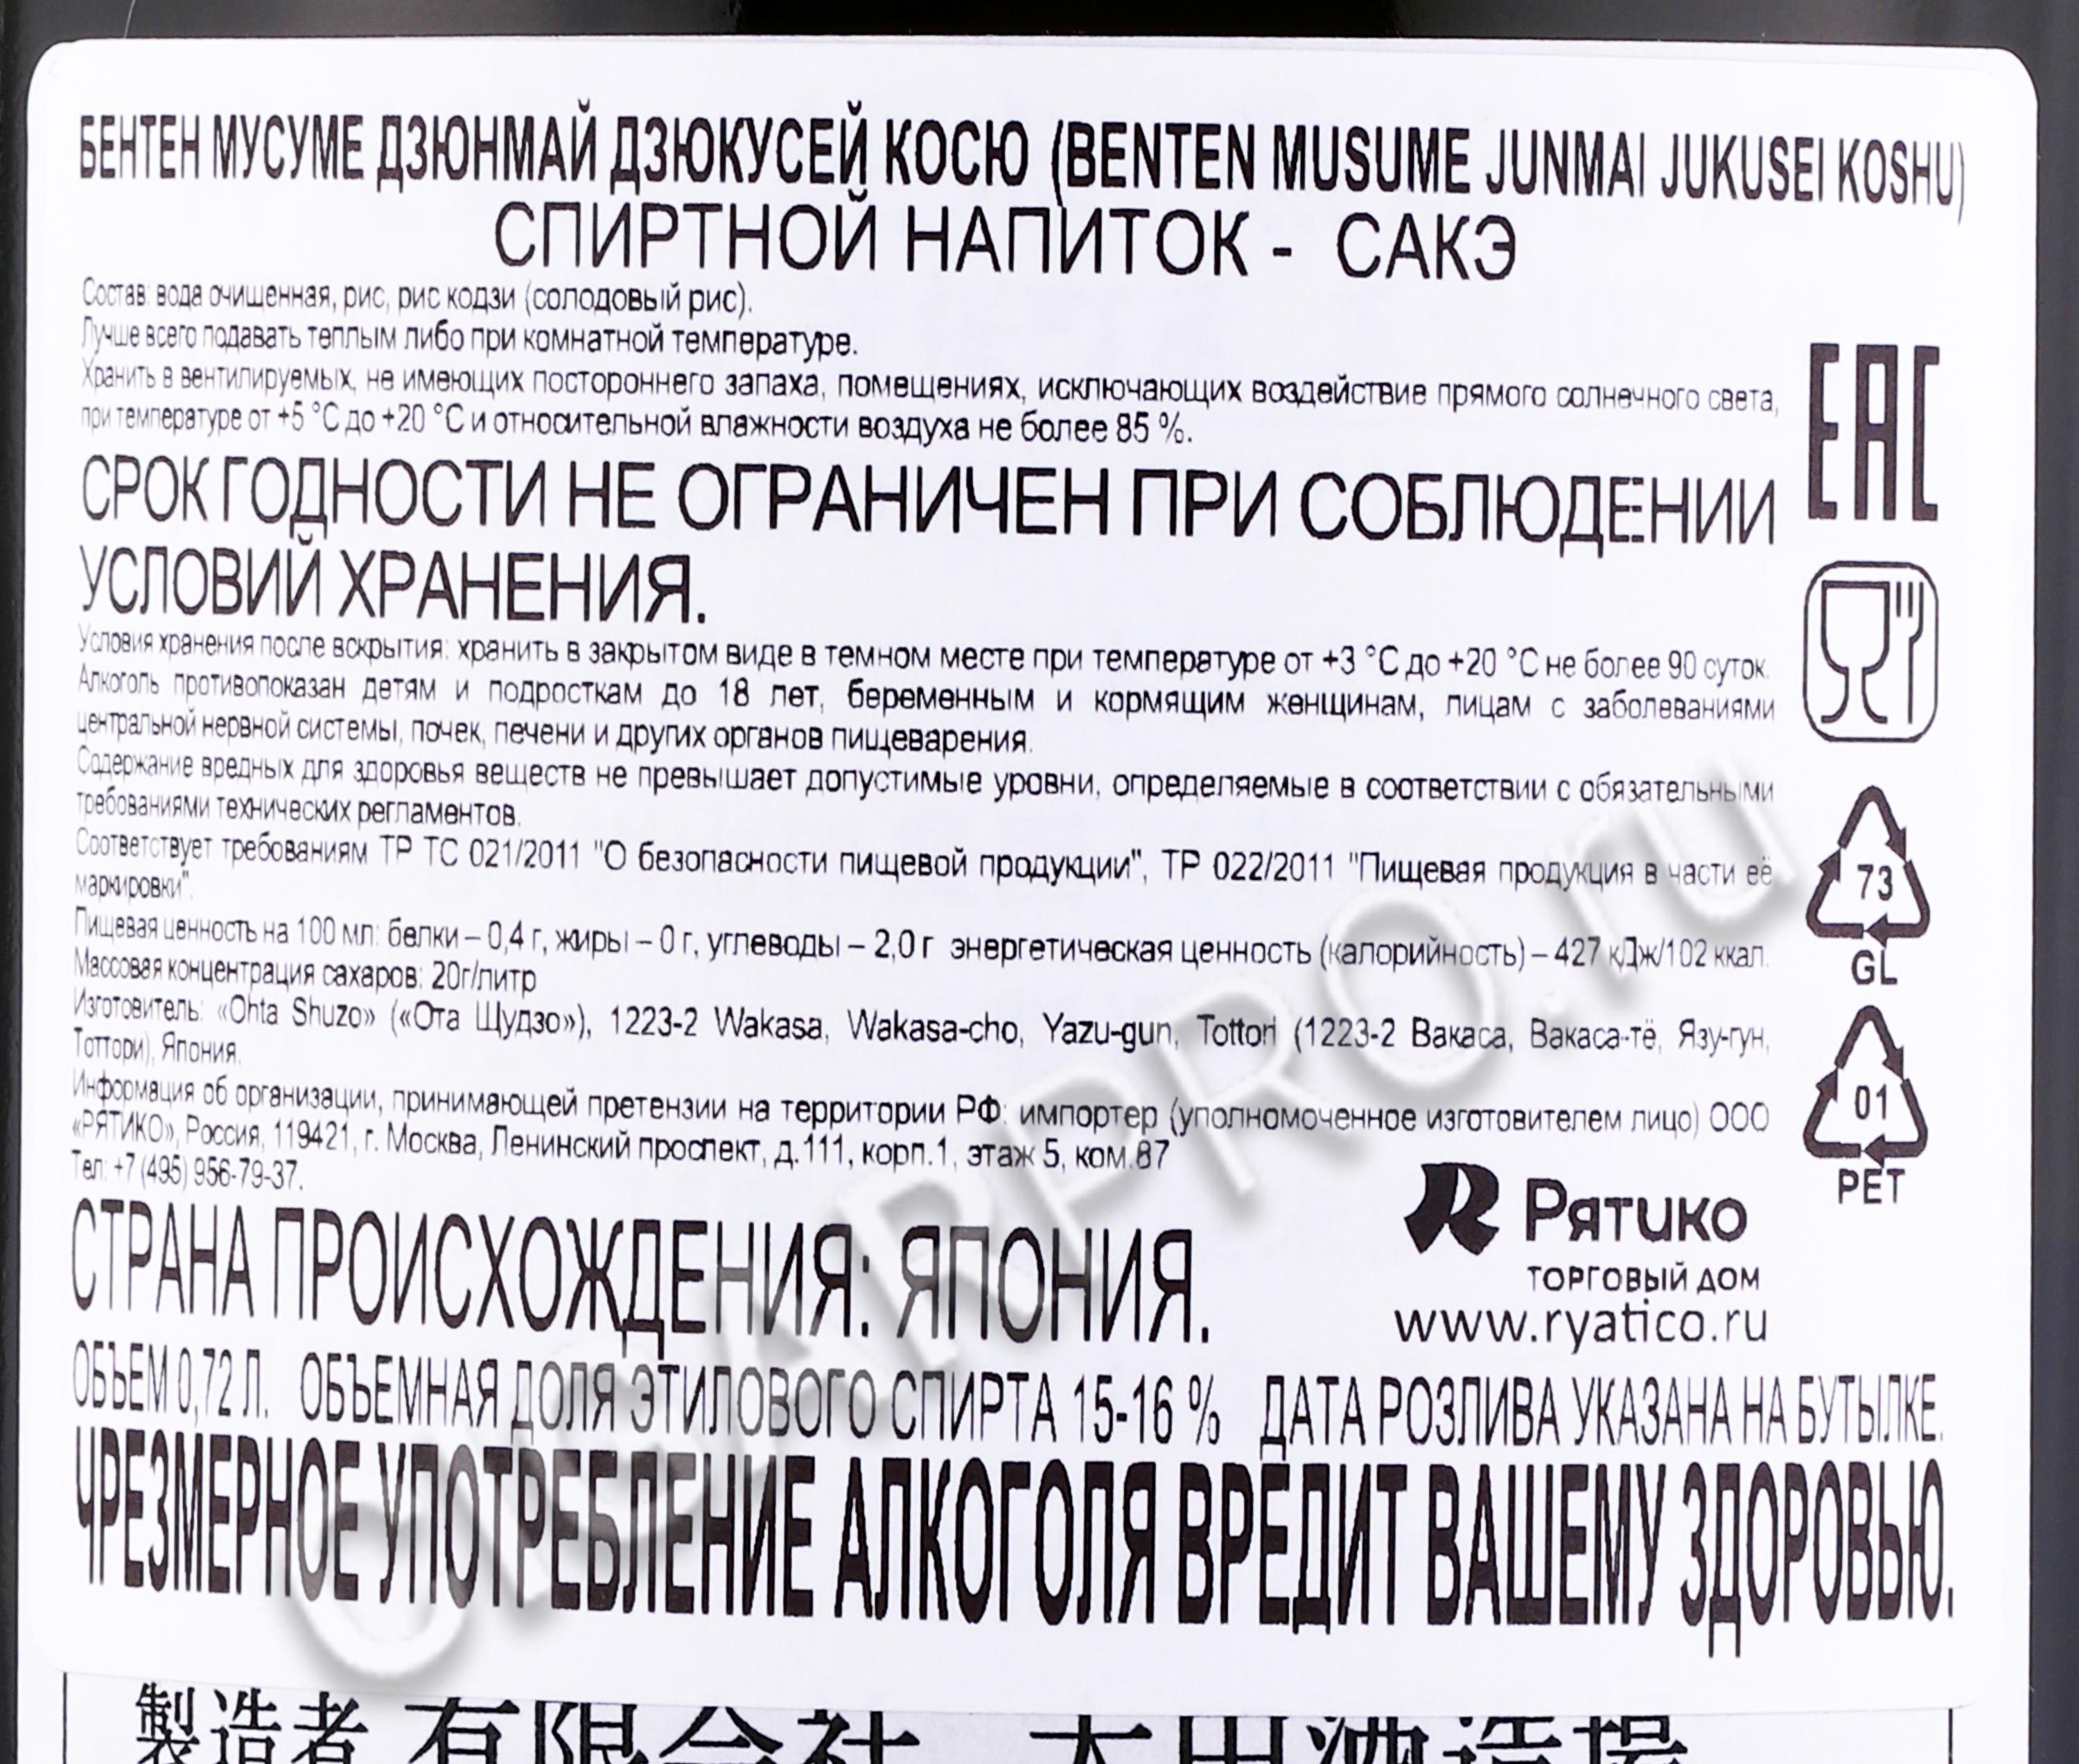 БЕНТЕН МУСУМЕ ДЗЮНМАЙ ДЗЮКУСЕЙ КОСЮ (BENTEN MUSUME JUNMAI JUKUSEI KOSHU)
СПИРТНОЙ НАПИТОК - САКЭ
Состав: вода очищенная, рис, рис кодзи (солодовый рис).
Лучше всего подавать теплым либо при комнатной температуре.
Хранить в вентилируемых, не имеющих постороннего запаха, помещениях, исключающих воздействие прямого солнечного света,
при температуре от +5 °C до +20 °C и относительной влажности воздуха не более 85 %.
EAC
СРОК ГОДНОСТИ НЕ ОГРАНИЧЕН ПРИ СОБЛЮДЕНИИ
УСЛОВИЙ ХРАНЕНИЯ.
Условия хранения после вскрытия: хранить в закрытом виде в темном месте при температуре от +3 °C до +20 °C не более 90 суток.
Алкоголь противопоказан детям и подросткам до 18 лет, беременным и кормящим женщинам, лицам с заболеваниями
центральной нервной системы, почек, печени и других органов пищеварения.
Содержание вредных для здоровья веществ не превышает допустимые уровни, определяемые в соответствии с обязательными
требованиями технических регламентов.
Соответствует требованиям ТР ТС 021/2011 "О безопасности пищевой продукции", ТР 022/2011 "Пищевая продукция в части её
маркировки".
73
GL
Пищевая ценность на 100 мл: белки – 0,4 г, жиры – 0 г, углеводы – 2,0 г энергетическая ценность (калорийность) – 427 кДж/102 ккал.
Массовая концентрация сахаров: 20г/литр
Изготовитель: «Ohta Shuzo» («Ота Щудзо»), 1223-2 Wakasa, Wakasa-cho, Yazu-gun, Tottori (1223-2 Вакаса, Вакаса-тё, Язу-гун,
Тоттори), Япония.
Информация об организации, принимающей претензии на территории РФ: импортер (уполномоченное изготовителем лицо) ООО
«РЯТИКО», Россия, 119421, г. Москва, Ленинский проспект, д.111, корп.1, этаж 5, ком.87
Тел: +7 (495) 956-79-37.
01
PET
СТРАНА ПРОИСХОЖДЕНИЯ: ЯПОНИЯ.
Рятико
ТОРГОВЫЙ ДОМ
www.ryatico.ru
ОБЪЕМ 0,72 Л. ОБЪЕМНАЯ ДОЛЯ ЭТИЛОВОГО СПИРТА 15-16 % ДАТА РОЗЛИВА УКАЗАНА НА БУТЫЛКЕ.
ЧРЕЗМЕРНОЕ УПОТРЕБЛЕНИЕ АЛКОГОЛЯ ВРЕДИТ ВАШЕМУ ЗДОРОВЬЮ.
CIGARPRO.ru
製造者 有限会社 太田酒造場